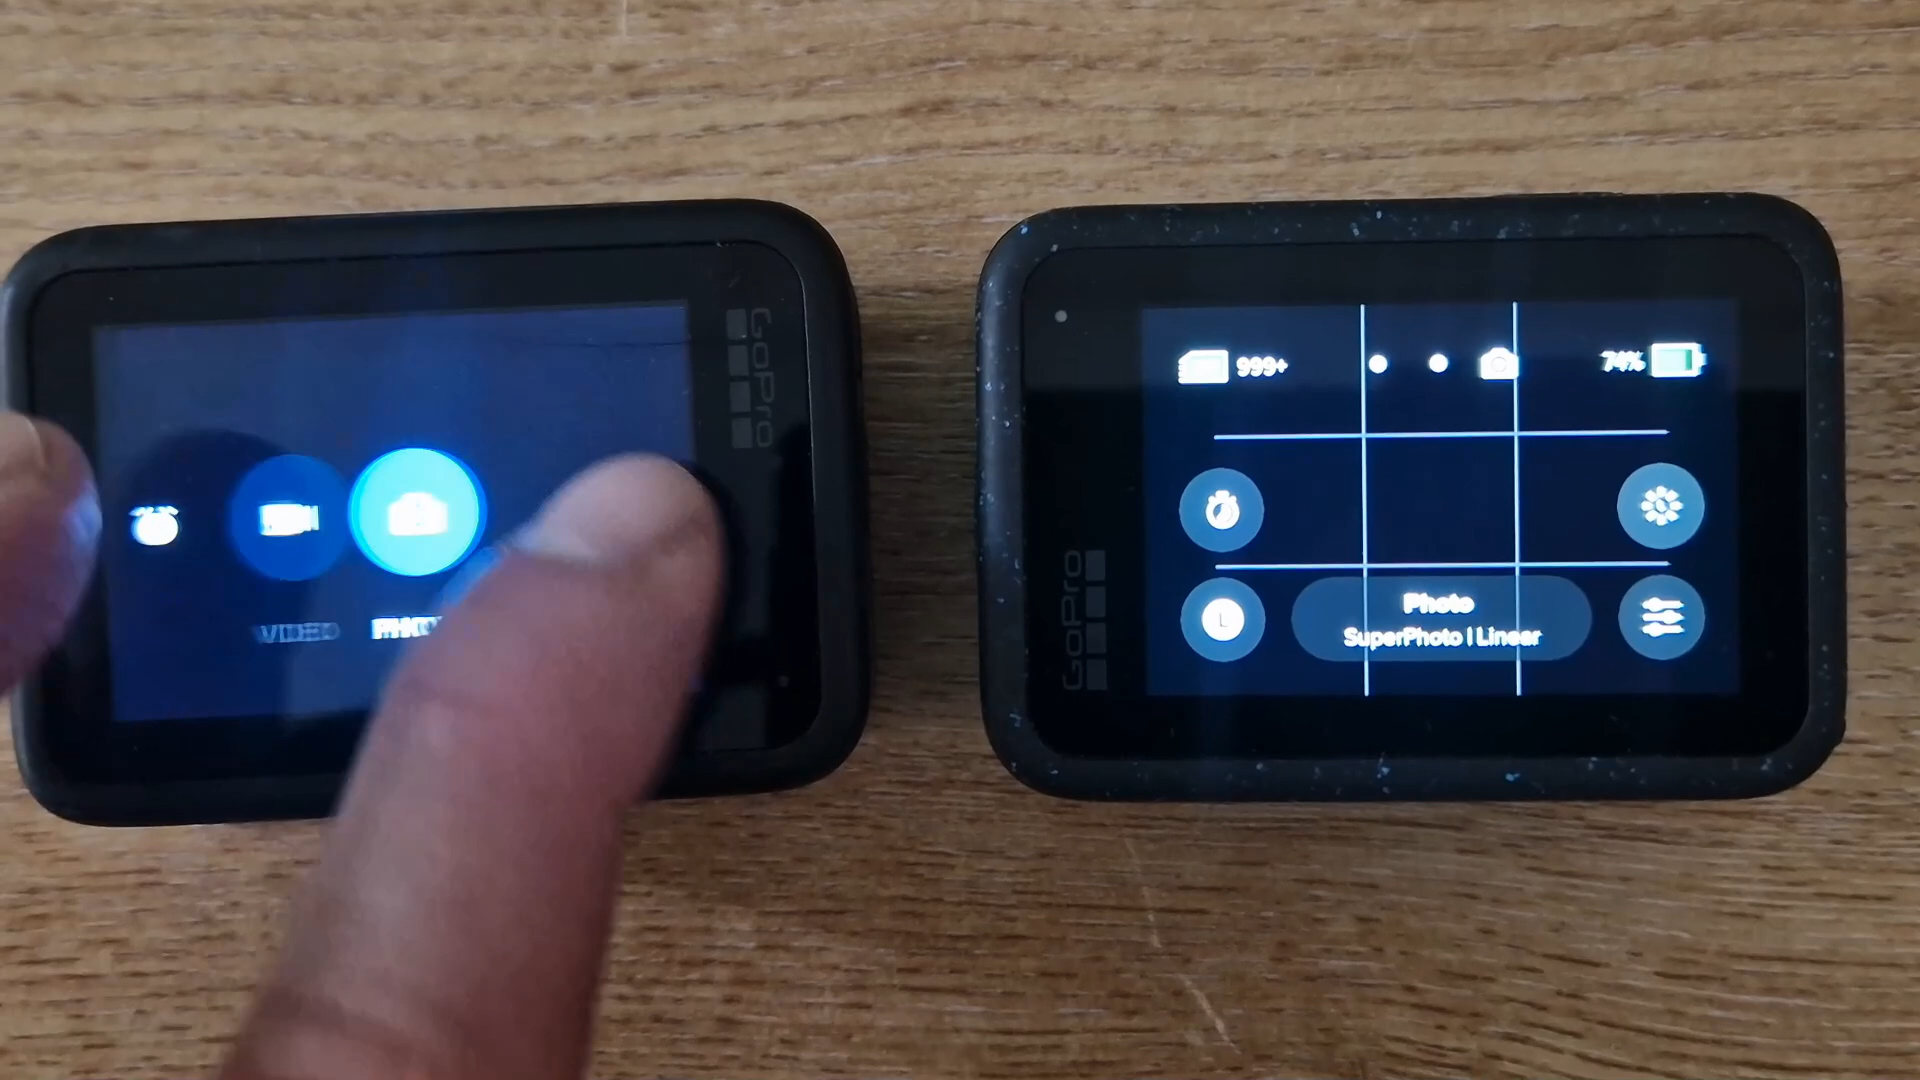 GoPro
VIDEO
GoPro
999+
74%
L
Photo
SuperPhoto | Linear